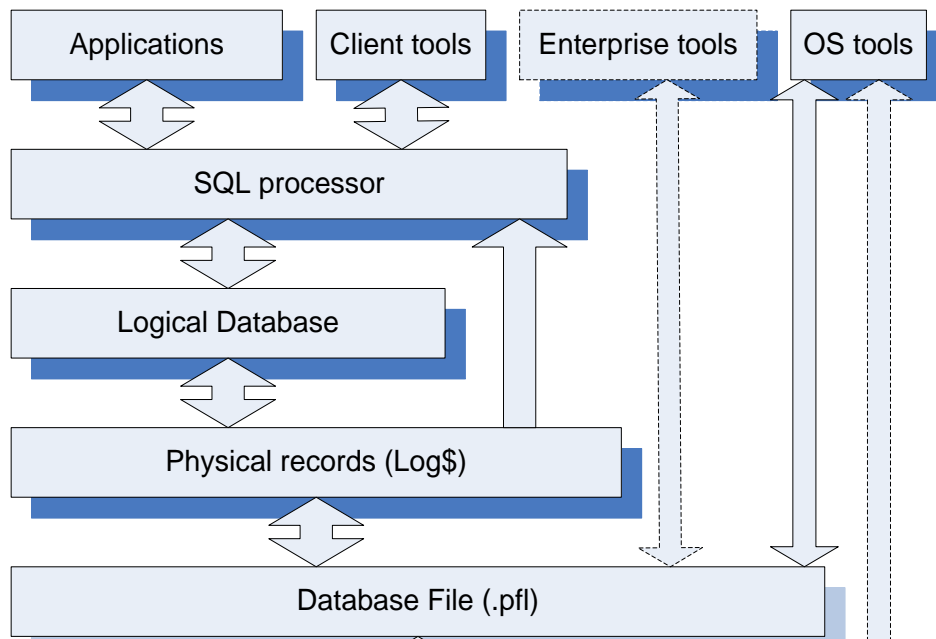 Applications
Client tools
Enterprise tools
OS tools
SQL processor
Logical Database
Physical records (Log$)
Database File (.pfl)